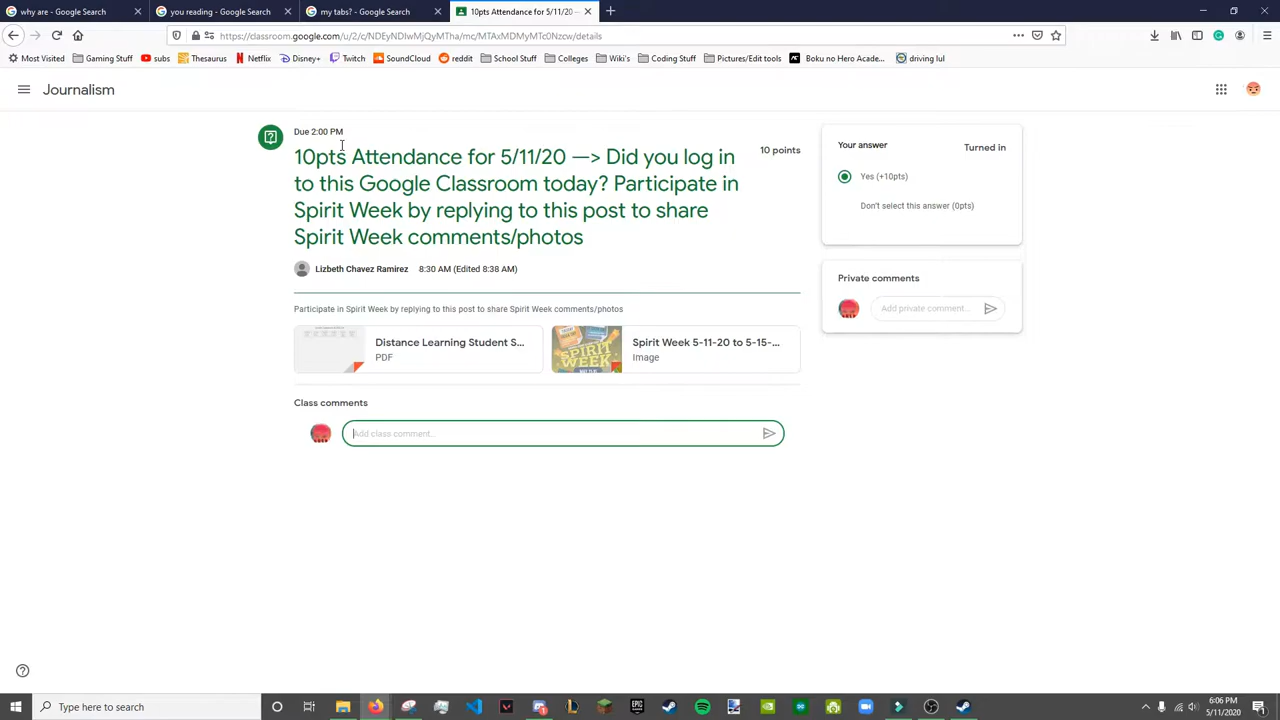 why are - Google Search
you reading - Google Search
my tabs? - Google Search
10pts Attendance for 5/11/20 —
https://classroom.google.com/u/2/c/NDEyNDIwMjQyMTha/mc/MTAxMDMyMTc0Nzcw/details
Most Visited
Gaming Stuff
subs
Thesaurus
Netflix
Disney+
Twitch
SoundCloud
reddit
School Stuff
Colleges
Wiki's
Coding Stuff
Pictures/Edit tools
Boku no Hero Acade...
driving lul
Journalism
Due 2:00 PM
10pts Attendance for 5/11/20 —> Did you log in
to this Google Classroom today? Participate in
Spirit Week by replying to this post to share
Spirit Week comments/photos
10 points
Lizbeth Chavez Ramirez 8:30 AM (Edited 8:38 AM)
Participate in Spirit Week by replying to this post to share Spirit Week comments/photos
Distance Learning Student S...
PDF
SPIRIT
WEEK
Spirit Week 5-11-20 to 5-15-...
Image
Class comments
Add class comment...
Your answer
Turned in
Yes (+10pts)
Don't select this answer (0pts)
Private comments
Add private comment...
Type here to search
EPIC
GAMES
6:06 PM
5/11/2020